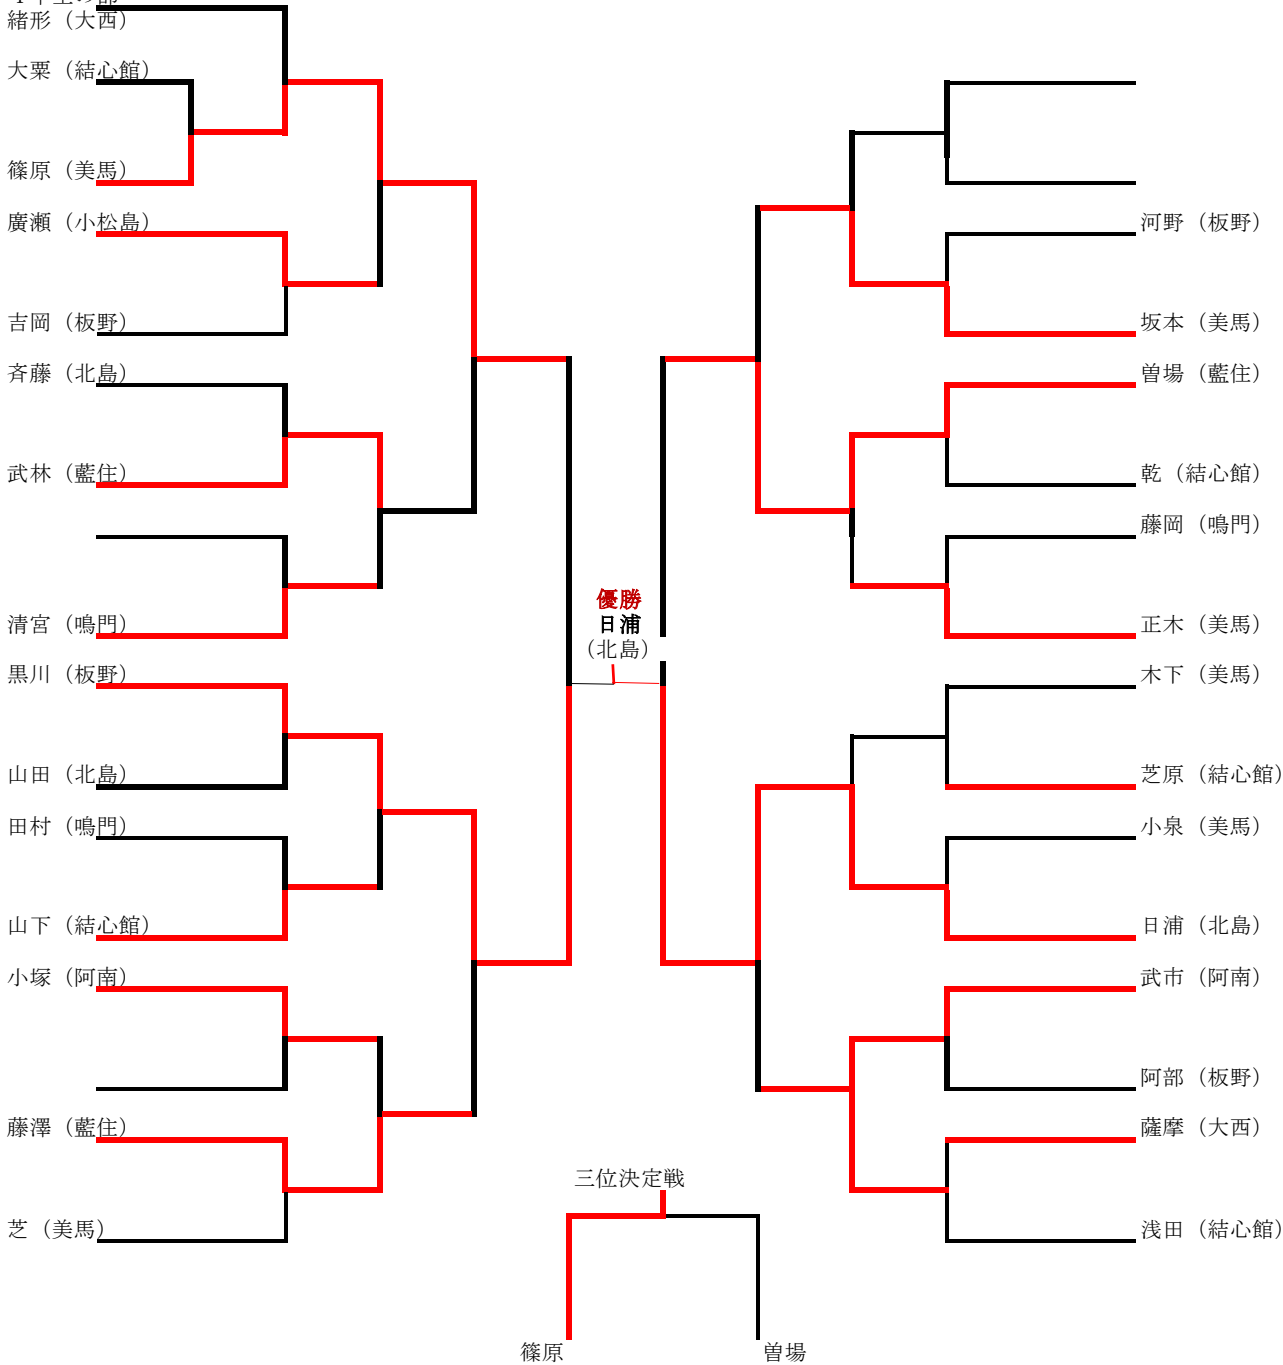 緒形（大西）
大粟（結心館）
篠原（美馬）
廣瀬（小松島）
吉岡（板野）
斉藤（北島）
武林（藍住）
清宮（鳴門）
黒川（板野）
山田（北島）
田村（鳴門）
山下（結心館）
小塚（阿南）
藤澤（藍住）
芝（美馬）
優勝
日浦
（北島）
河野（板野）
坂本（美馬）
曽場（藍住）
乾（結心館）
藤岡（鳴門）
正木（美馬）
木下（美馬）
芝原（結心館）
小泉（美馬）
日浦（北島）
武市（阿南）
阿部（板野）
薩摩（大西）
浅田（結心館）
三位決定戦
篠原
曽場